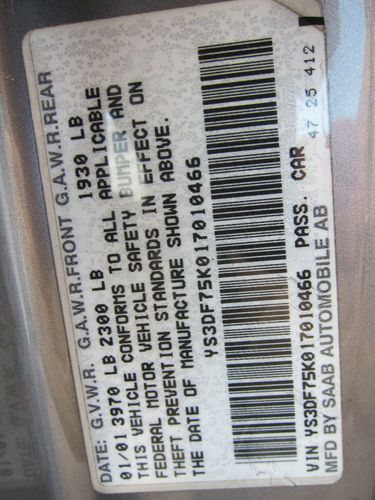 DATE: G.V.W.R. G.A.W.R.FRONT G.A.W.R.REAR
01/01 3970 LB 2300 LB 1930 LB
THIS VEHICLE CONFORMS TO ALL APPLICABLE
FEDERAL MOTOR VEHICLE SAFETY BUMPER AND
THEFT PREVENTION STANDARDS IN EFFECT ON
THE DATE OF MANUFACTURE SHOWN ABOVE.
YS3DF75K017010466
47 25 412
VIN YS3DF75K017010466 PASS. CAR
MFD BY SAAB AUTOMOBILE AB